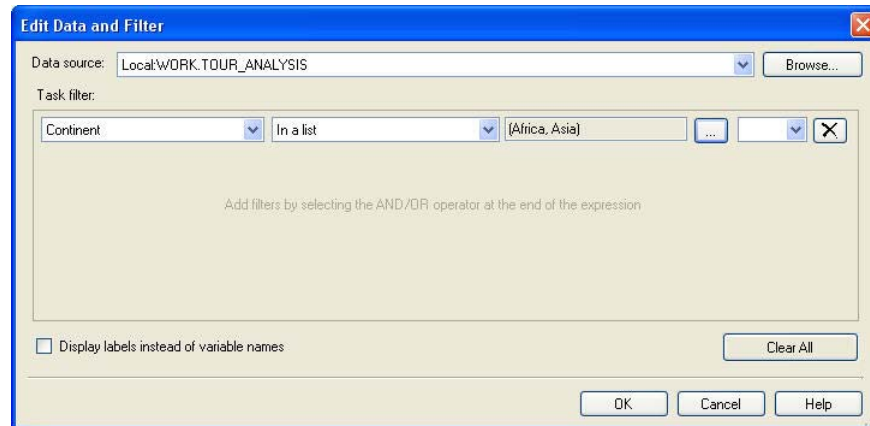 Edit Data and Filter
Data source: Local:WORK.TOUR_ANALYSIS Browse...
Task filter:
Continent In a list (Africa, Asia) ...
Add filters by selecting the AND/OR operator at the end of the expression
Display labels instead of variable names Clear All
OK Cancel Help